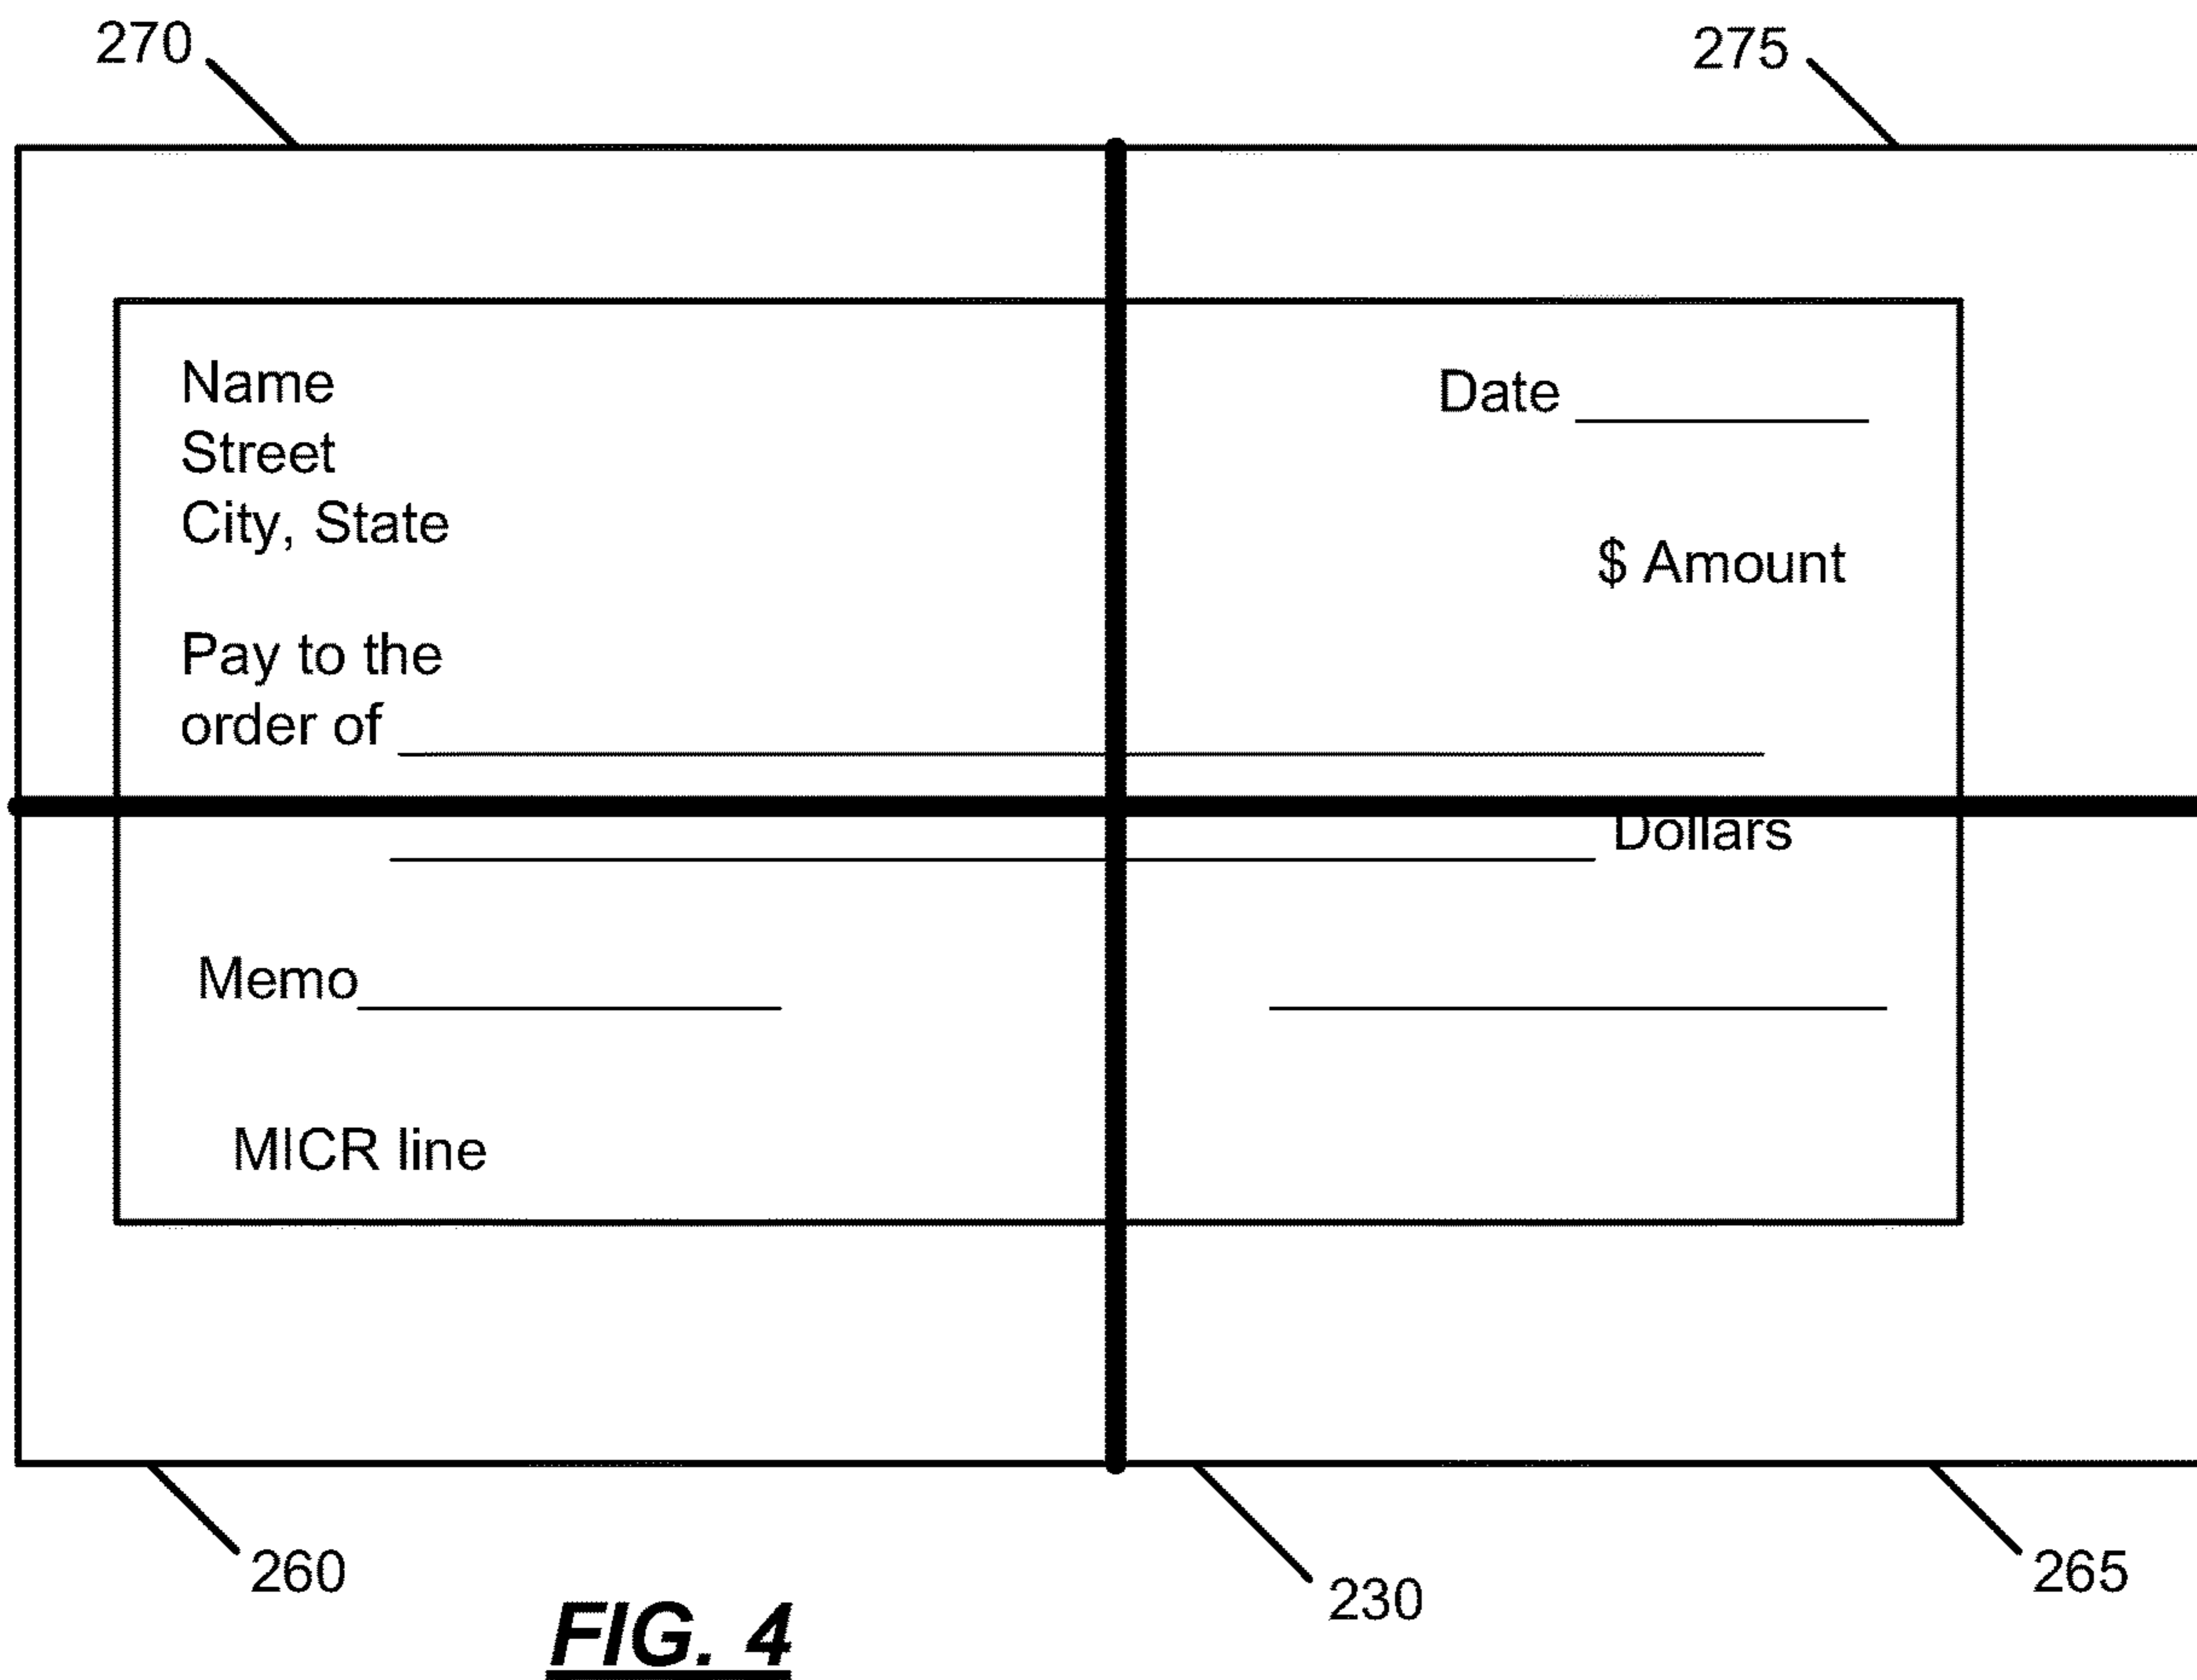 270
275
Name
Date
Street
City, State
$ Amount
Pay to the
order of
Dollars
Memo
MICR line
260
230
265
FIG. 4